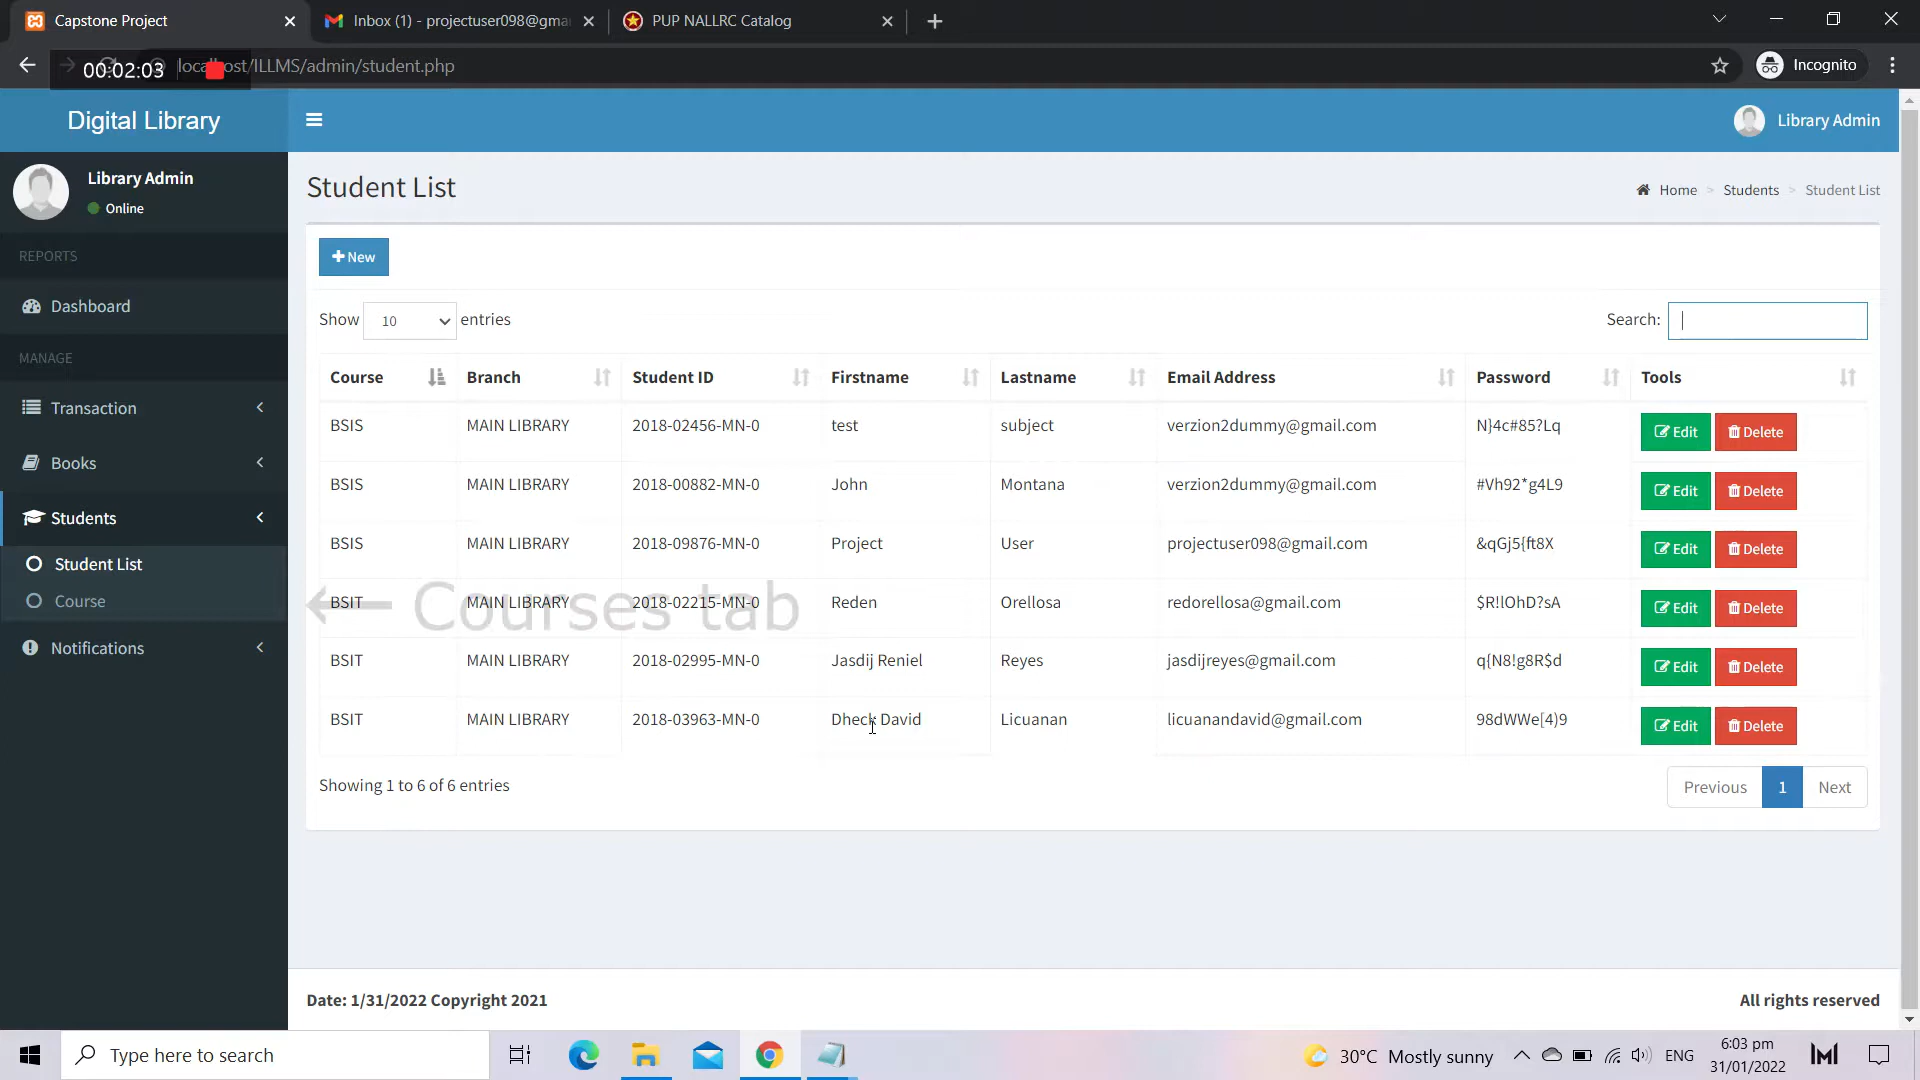 Capstone Project
Inbox (1) - projectuser098@gma
PUP NALLRC Catalog
00:02:03
localhost/ILLMS/admin/student.php
Incognito
Digital Library
Library Admin
Library Admin
Online
Student List
Home > Students > Student List
REPORTS
New
Dashboard
Show 10 entries
Search:
MANAGE
Course Branch Student ID Firstname Lastname Email Address Password Tools
Transaction
BSIS MAIN LIBRARY 2018-02456-MN-0 test subject verzion2dummy@gmail.com N}4c#85?Lq Edit Delete
Books
BSIS MAIN LIBRARY 2018-00882-MN-0 John Montana verzion2dummy@gmail.com #Vh92*g4L9 Edit Delete
Students
BSIS MAIN LIBRARY 2018-09876-MN-0 Project User projectuser098@gmail.com &qGj5{ft8X Edit Delete
Student List
Course
← Courses tab
BSIT MAIN LIBRARY 2018-02215-MN-0 Reden Orellosa redorellosa@gmail.com $R!lOhD?sA Edit Delete
Notifications
BSIT MAIN LIBRARY 2018-02995-MN-0 Jasdij Reniel Reyes jasdijreyes@gmail.com q{N8!g8R$d Edit Delete
BSIT MAIN LIBRARY 2018-03963-MN-0 Dheck David Licuanan licuanandavid@gmail.com 98dWWe[4)9 Edit Delete
Showing 1 to 6 of 6 entries
Previous 1 Next
Date: 1/31/2022 Copyright 2021
All rights reserved
Type here to search
30°C Mostly sunny
ENG
6:03 pm
31/01/2022